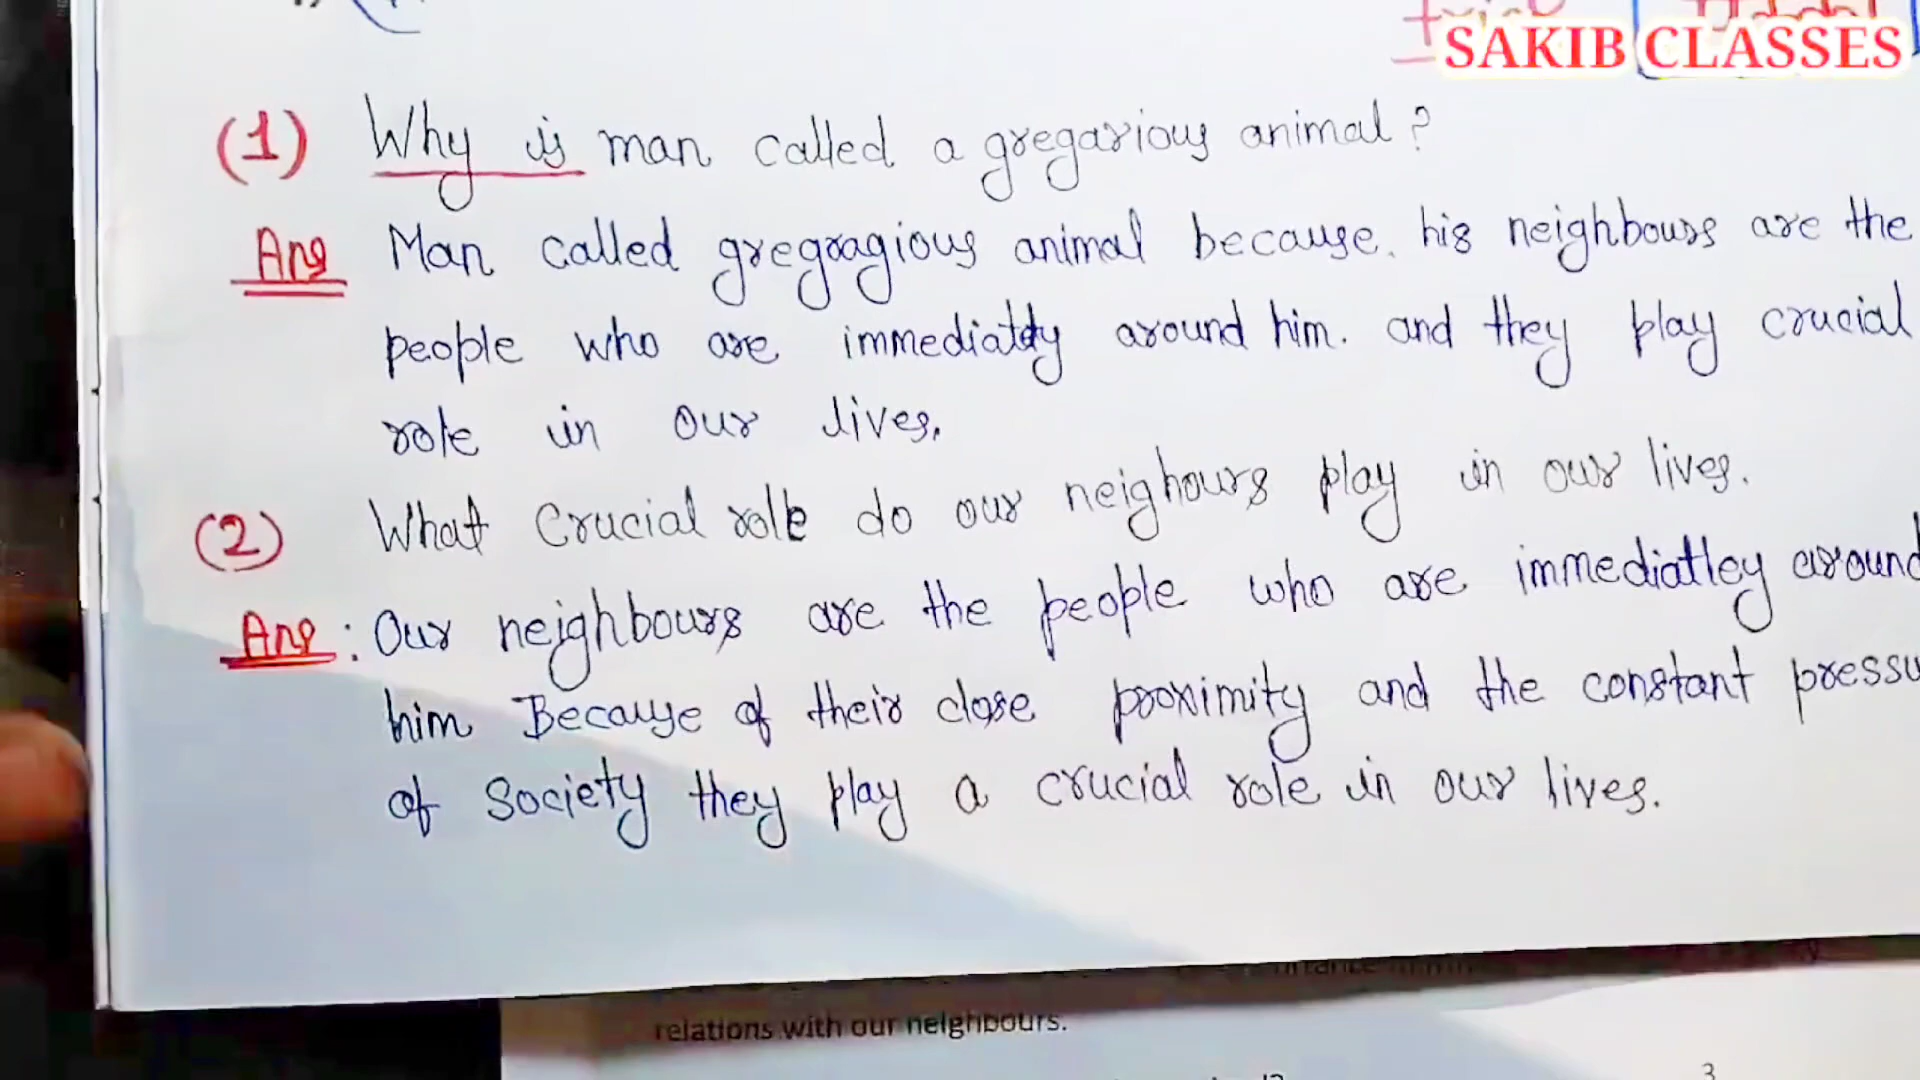 SAKIB CLASSES
(1) Why is man called a gregarious animal?
Ans Man called gregragious animal because. his neighbours are the
people who are immediatdy around him. and they play crucial
role in our lives.
(2) What Crucial role do our neighours play in our lives.
Ans: Our neighbours are the people who are immediatley around
him Because of their close proximity and the constant pressu
of Society they play a crucial role in our lives.
relations with our neighbours.
3